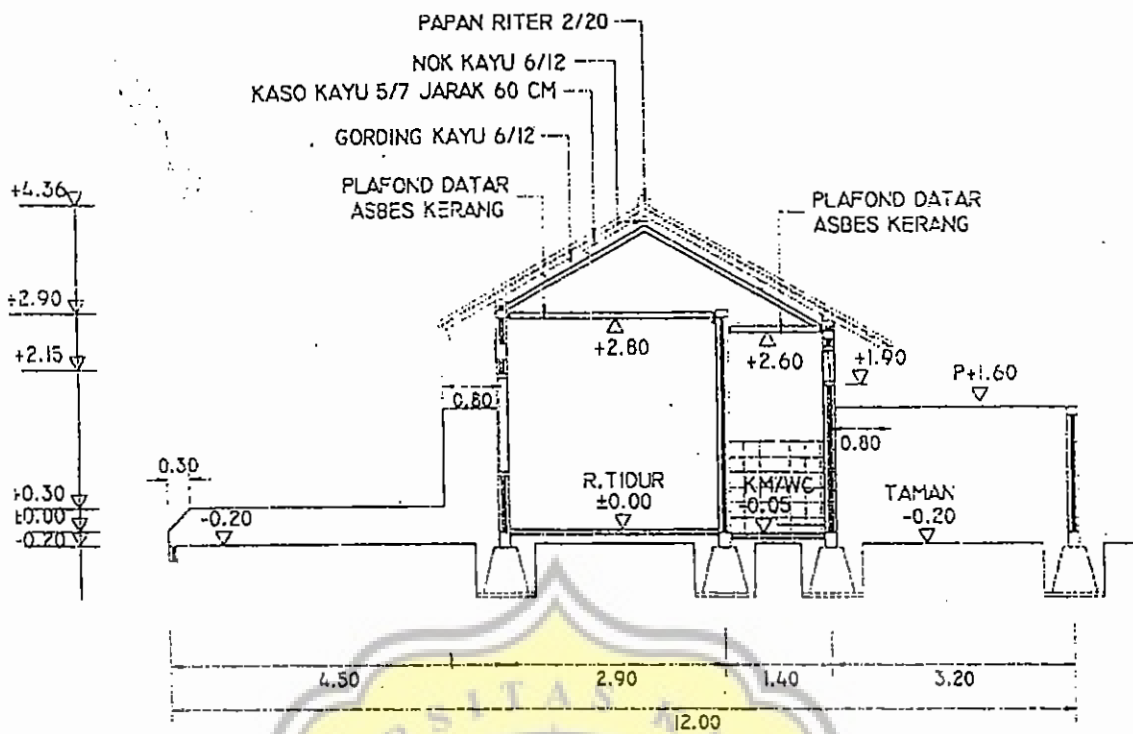 PAPAN RITER 2/20
NOK KAYU 6/12
KASO KAYU 5/7 JARAK 60 CM
GORDING KAYU 6/12
PLAFOND DATAR
ASBES KERANG
PLAFOND DATAR
ASBES KERANG
+4.36
+2.90
+2.15
+2.80
+2.60
+1.90
P+1.60
0.80
0.80
0.30
+0.30
±0.00
-0.20
-0.20
R.TIDUR
±0.00
KM/WC
-0.05
TAMAN
-0.20
4.50
2.90
1.40
3.20
SITAS
12.00